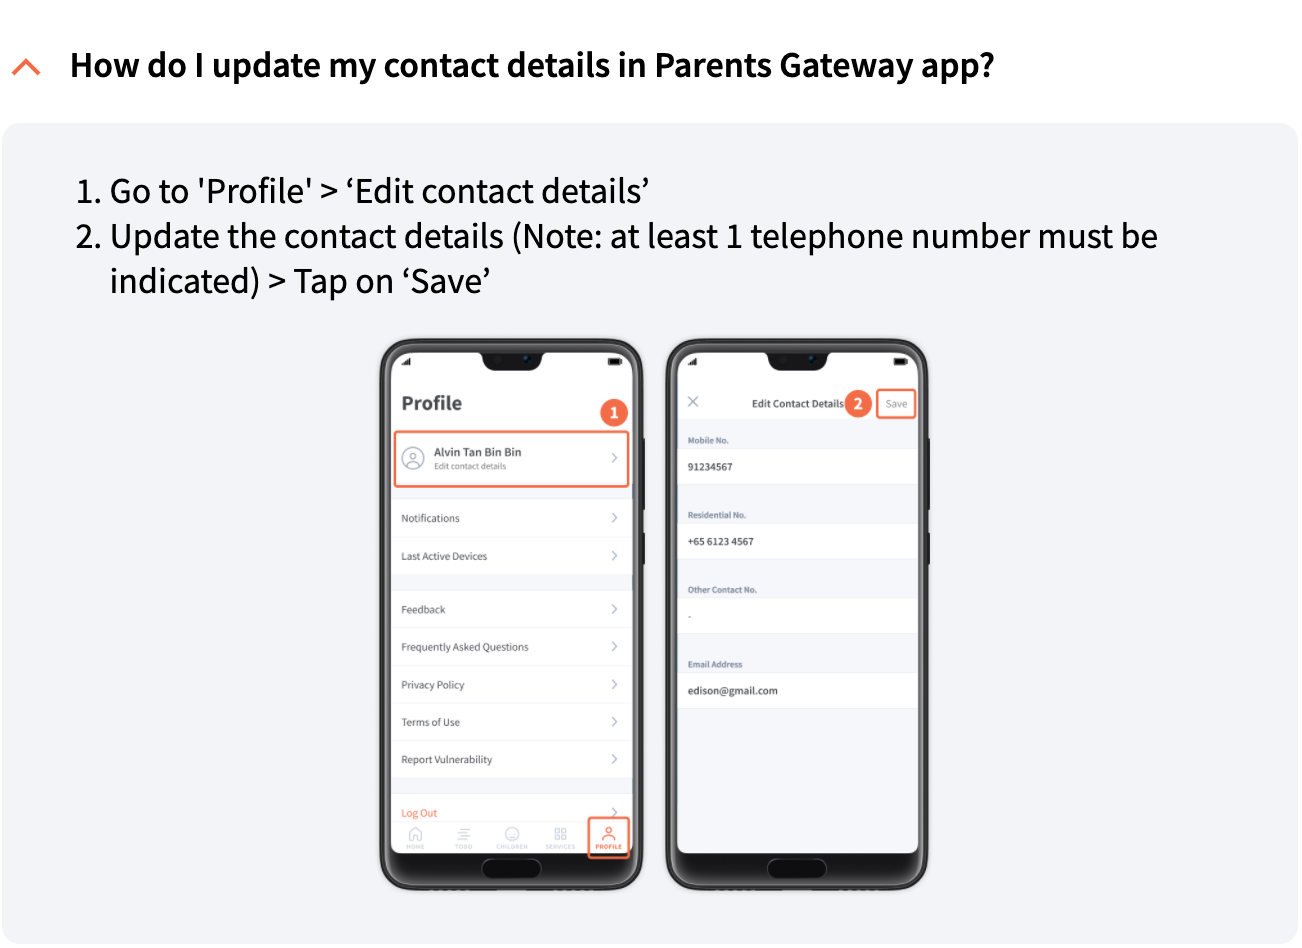 How do I update my contact details in Parents Gateway app?
1. Go to 'Profile' > ‘Edit contact details’
2. Update the contact details (Note: at least 1 telephone number must be
indicated) > Tap on ‘Save’
Profile
1
Alvin Tan Bin Bin
Edit contact details
Notifications
Last Active Devices
Feedback
Frequently Asked Questions
Privacy Policy
Terms of Use
Report Vulnerability
Log Out
HOME TODO CHILDREN SERVICES PROFILE
Edit Contact Details 2 Save
Mobile No.
91234567
Residential No.
+65 6123 4567
Other Contact No.
-
Email Address
edison@gmail.com